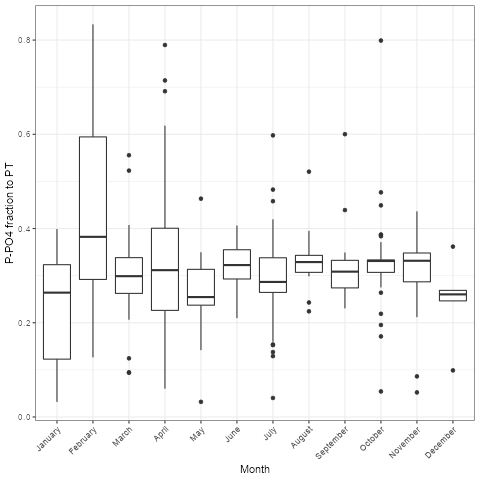 P-PO4 fraction to PT
0.8
0.6
0.4
0.2
0.0
January
February
March
April
May
June
July
August
September
October
November
December
Month